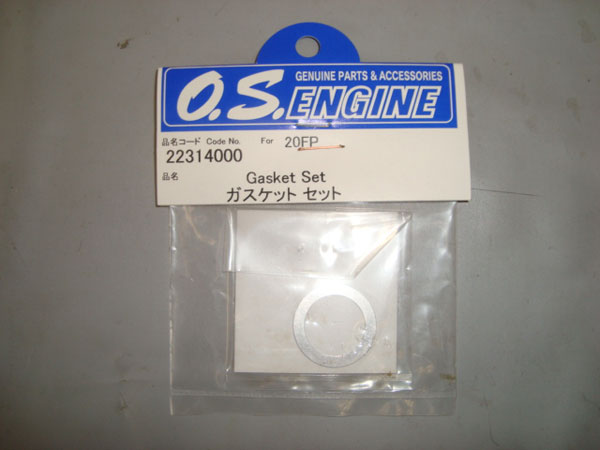 GENUINE PARTS & ACCESSORIES
O.S. ENGINE
品名コード Code No. For 20FP
22314000
品名 Gasket Set
ガスケット セット